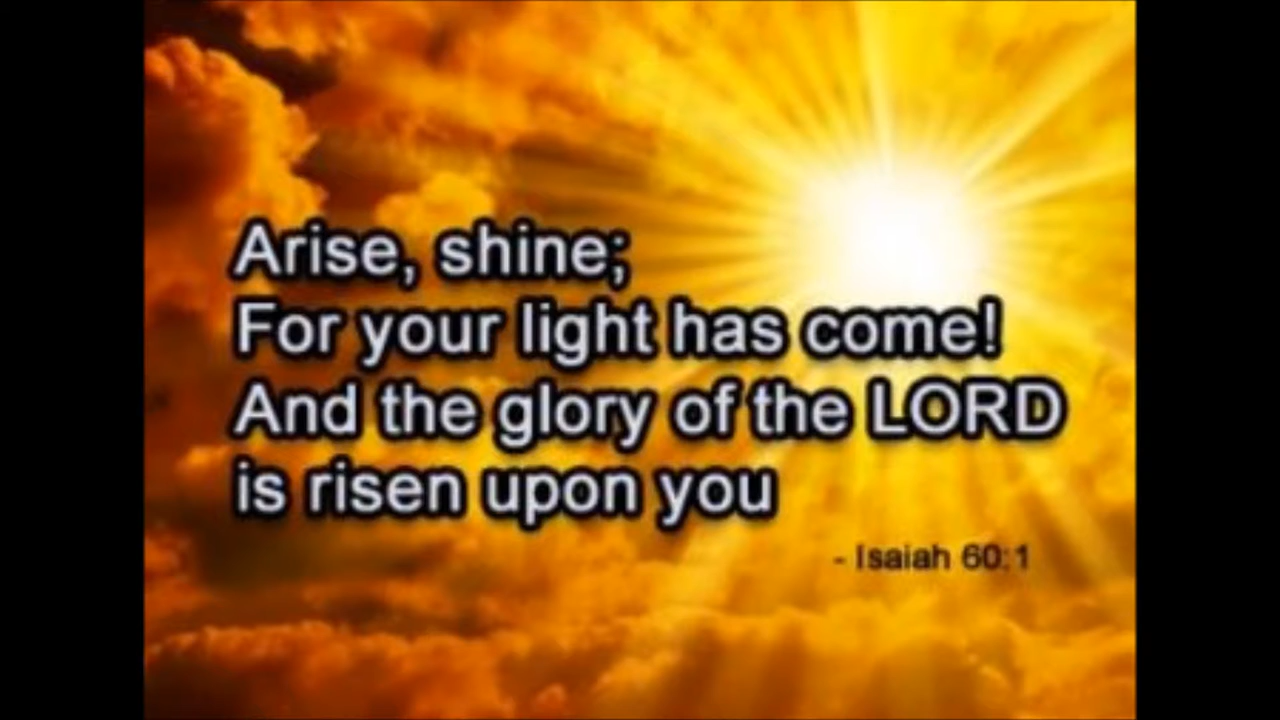 Arise, shine;
For your light has come!
And the glory of the LORD
is risen upon you
- Isaiah 60:1